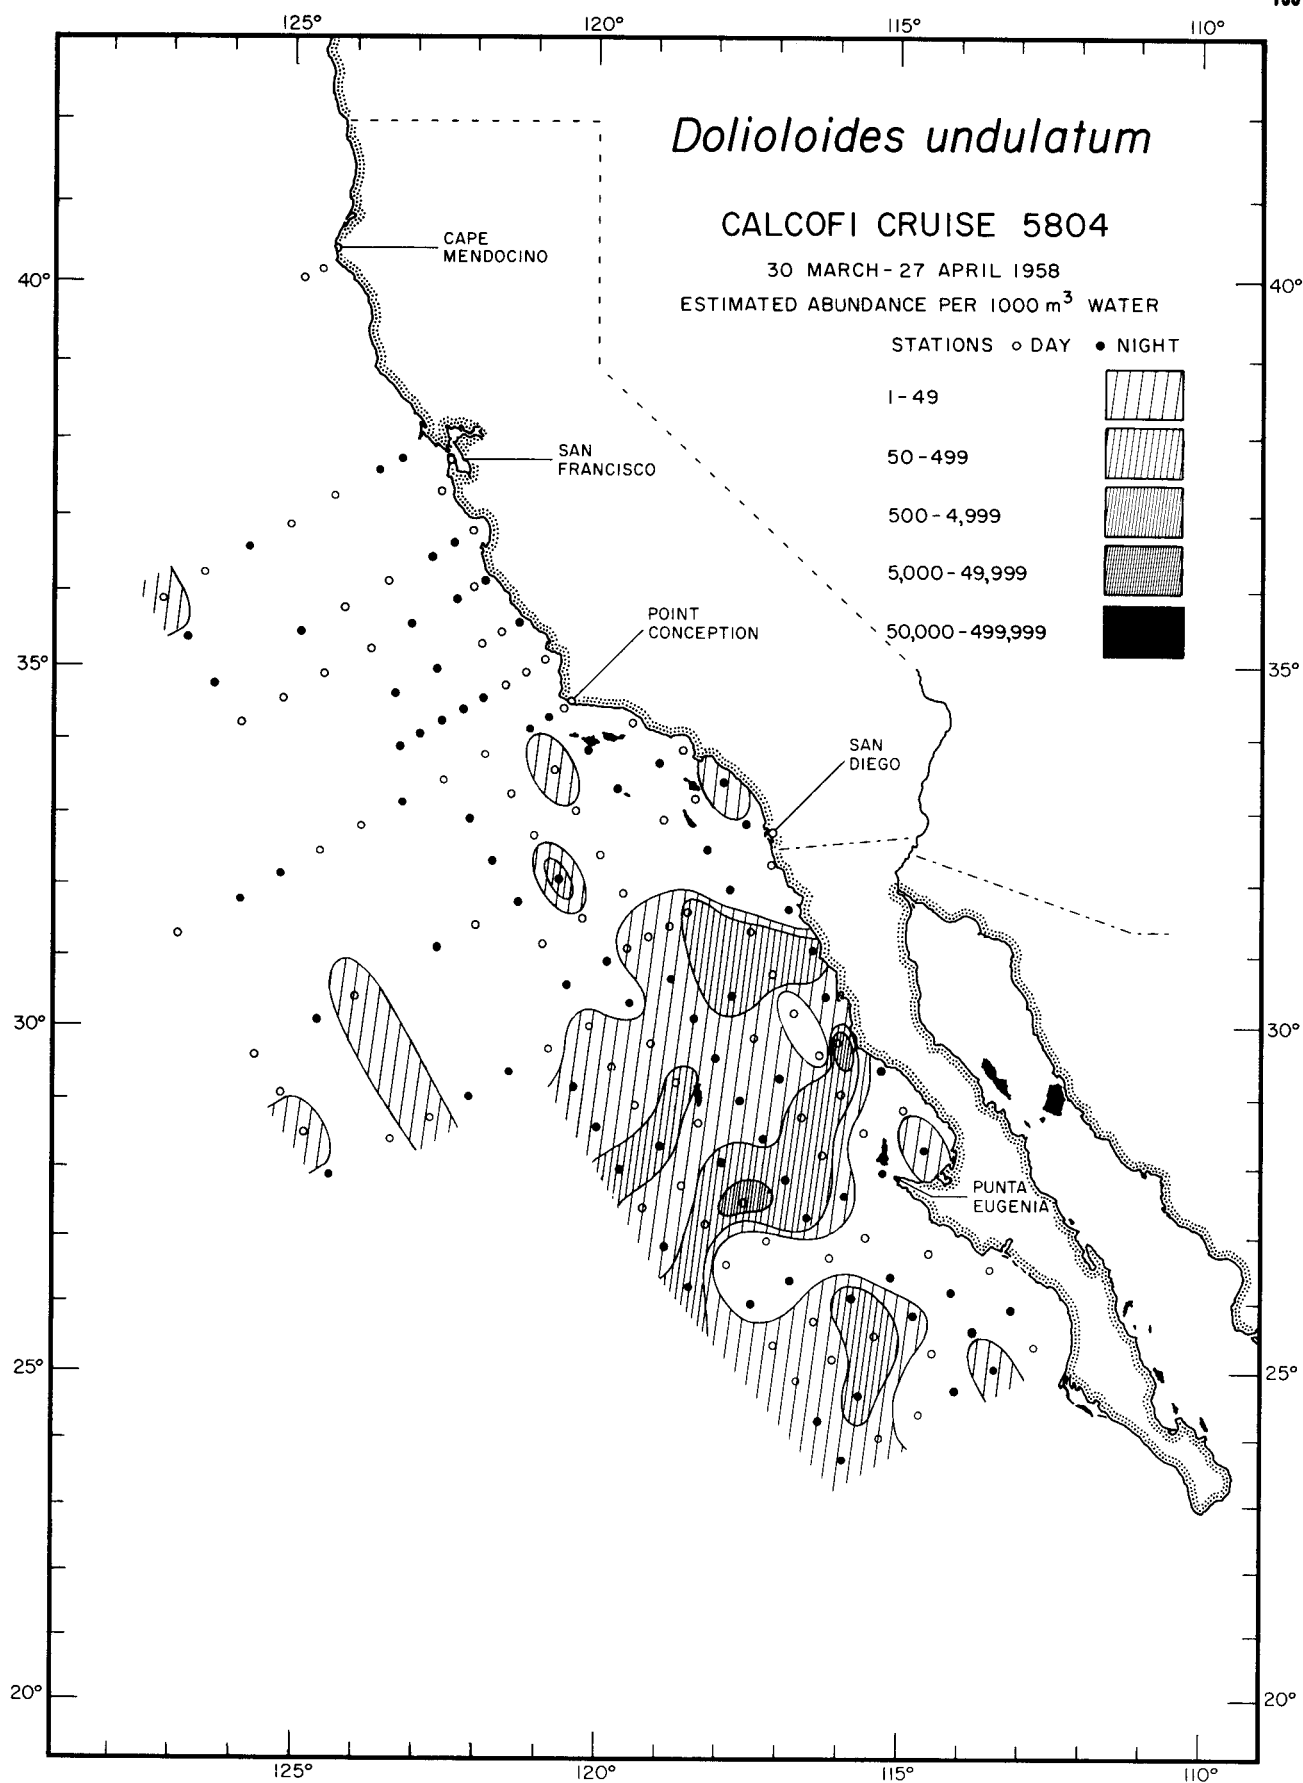 125° 120° 115° 110°
Dolioloides undulatum
CALCOFI CRUISE 5804
30 MARCH - 27 APRIL 1958
ESTIMATED ABUNDANCE PER 1000 m³ WATER
STATIONS ○ DAY ● NIGHT
1-49
50-499
500-4,999
5,000-49,999
50,000-499,999
CAPE
MENDOCINO
40° 40°
SAN
FRANCISCO
POINT
CONCEPTION
35° 35°
SAN
DIEGO
30° 30°
PUNTA
EUGENIA
25° 25°
20° 20°
125° 120° 115° 110°